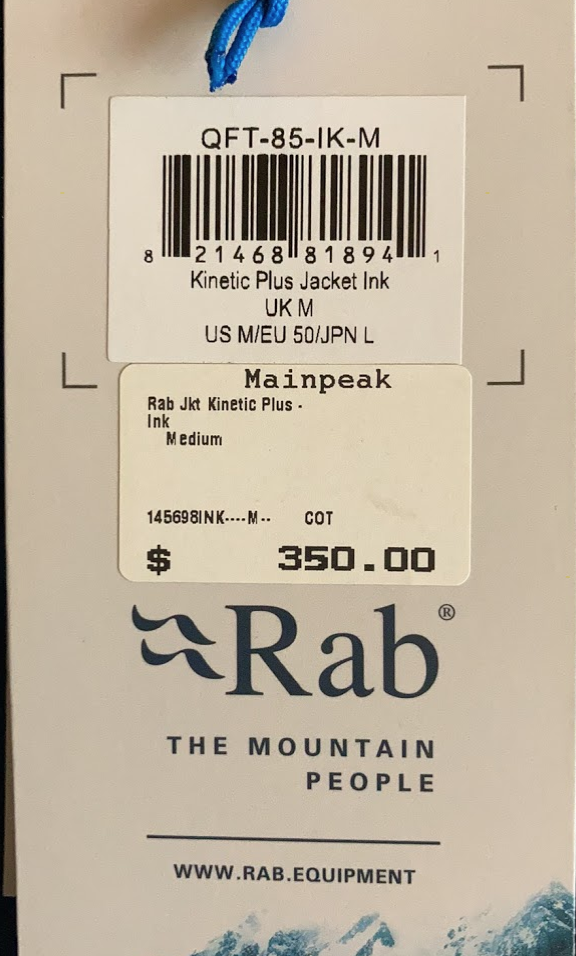 QFT-85-IK-M
8 21468 81894 1
Kinetic Plus Jacket Ink
UK M
US M/EU 50/JPN L
Mainpeak
Rab Jkt Kinetic Plus -
Ink
Medium
145698INK----M-- COT
$ 350.00
Rab®
THE MOUNTAIN
PEOPLE
WWW.RAB.EQUIPMENT